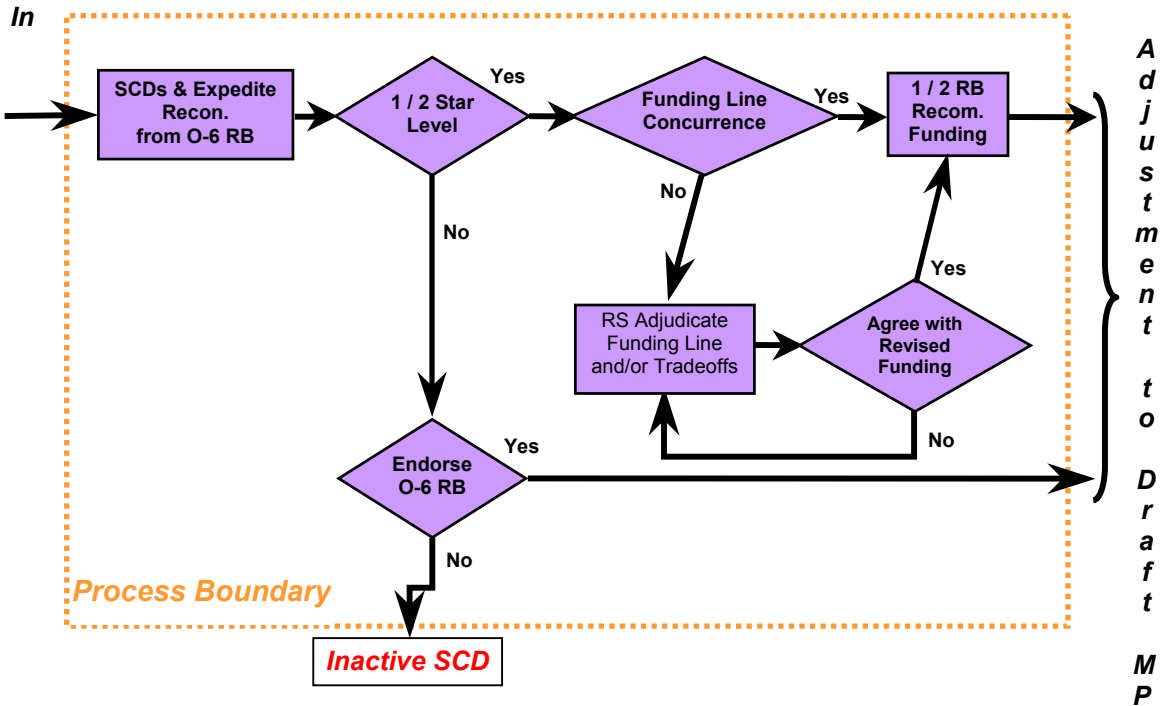 In
SCDs & Expedite
Recon.
from O-6 RB
1 / 2 Star
Level
Yes
Funding Line
Concurrence
Yes
1 / 2 RB
Recom.
Funding
No
No
RS Adjudicate
Funding Line
and/or Tradeoffs
Yes
Agree with
Revised
Funding
No
Endorse
O-6 RB
Yes
No
Process Boundary
Inactive SCD
A
d
j
u
s
t
m
e
n
t
t
o
D
r
a
f
t
M
P